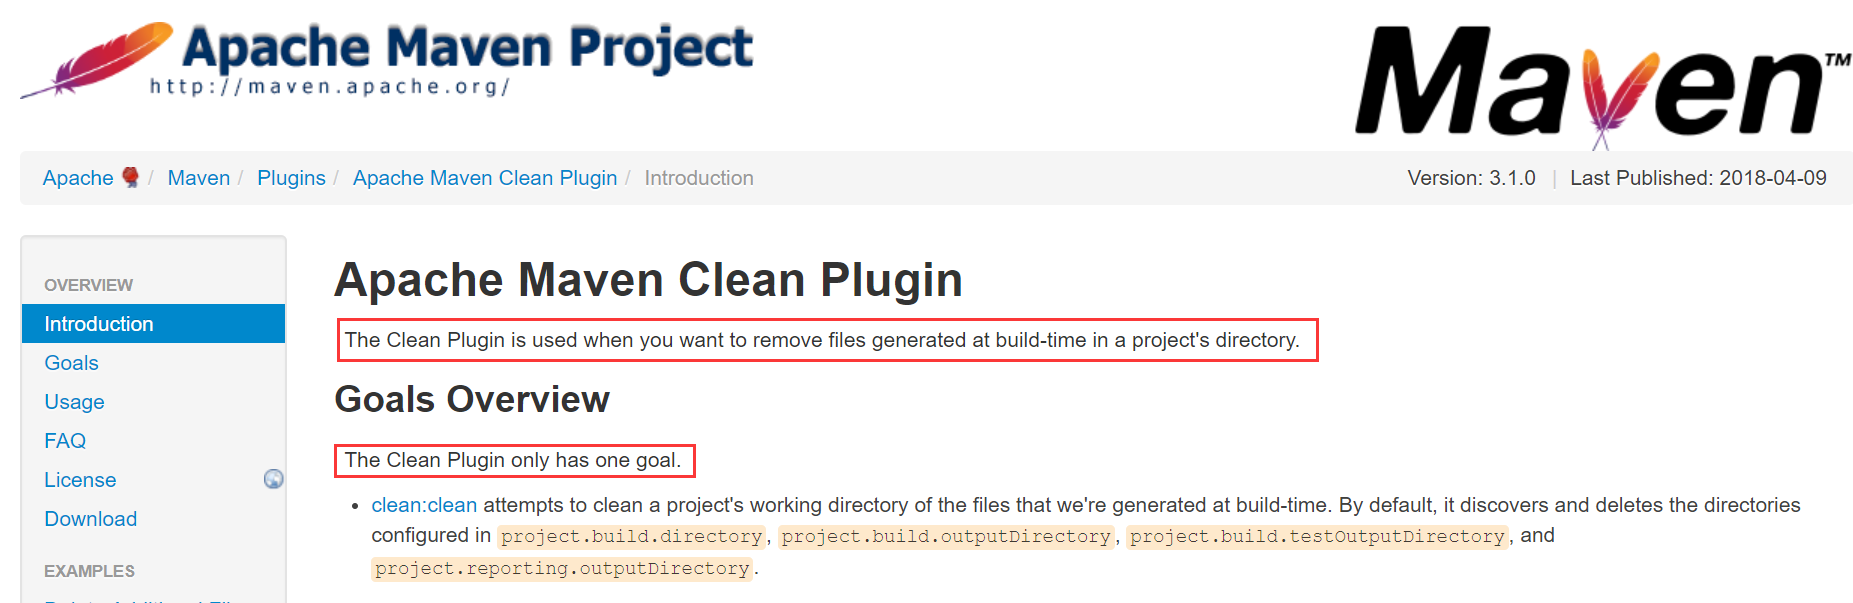 Apache Maven Project
http://maven.apache.org/
Maven™
Apache / Maven / Plugins / Apache Maven Clean Plugin / Introduction
Version: 3.1.0 | Last Published: 2018-04-09
OVERVIEW
Introduction
Goals
Usage
FAQ
License
Download
EXAMPLES
Apache Maven Clean Plugin
The Clean Plugin is used when you want to remove files generated at build-time in a project's directory.
Goals Overview
The Clean Plugin only has one goal.
• clean:clean attempts to clean a project's working directory of the files that we're generated at build-time. By default, it discovers and deletes the directories
configured in project.build.directory, project.build.outputDirectory, project.build.testOutputDirectory, and
project.reporting.outputDirectory.